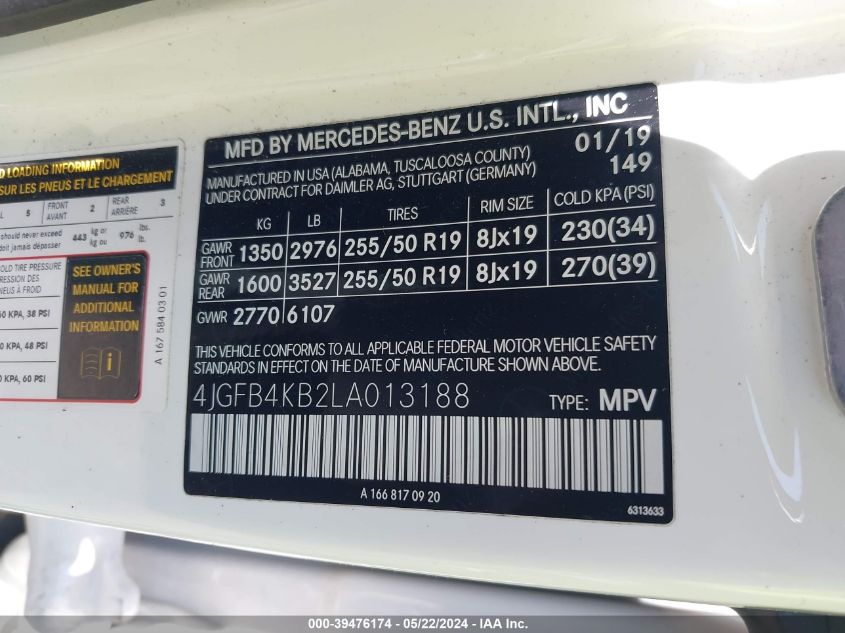 D LOADING INFORMATION
SUR LES PNEUS ET LE CHARGEMENT
5 FRONT AVANT 2 REAR ARRIÈRE 3
should never exceed 443 kg or kg ou 976 lbs. lb.
doit jamais dépasser
COLD TIRE PRESSURE
PNEUS À FROID
KPA, 38 PSI
KPA, 48 PSI
KPA, 60 PSI
SEE OWNER'S
MANUAL FOR
ADDITIONAL
INFORMATION
A 167 584 03 01
MFD BY MERCEDES-BENZ U.S. INTL., INC
01/19
MANUFACTURED IN USA (ALABAMA, TUSCALOOSA COUNTY) 149
UNDER CONTRACT FOR DAIMLER AG, STUTTGART (GERMANY)
KG LB TIRES RIM SIZE COLD KPA (PSI)
GAWR FRONT 1350 2976 255/50 R19 8Jx19 230(34)
GAWR REAR 1600 3527 255/50 R19 8Jx19 270(39)
GVWR 2770 6107
THIS VEHICLE CONFORMS TO ALL APPLICABLE FEDERAL MOTOR VEHICLE SAFETY
STANDARDS IN EFFECT ON THE DATE OF MANUFACTURE SHOWN ABOVE.
4JGFB4KB2LA013188 TYPE: MPV
A 166 817 09 20
6313633
000-39476174 - 05/22/2024 - IAA Inc.